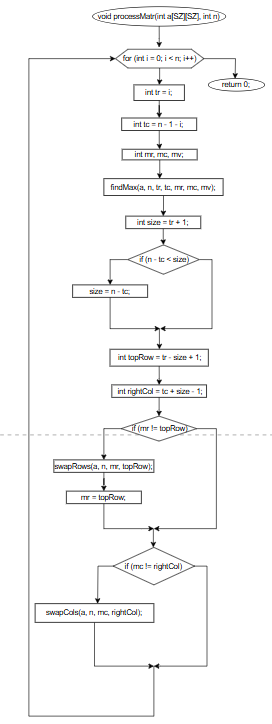 void processMatr(int a[SZ][SZ], int n)
for (int i = 0; i < n; i++)
return 0;
int tr = i;
int tc = n - 1 - i;
int mr, mc, mv;
findMax(a, n, tr, tc, mr, mc, mv);
int size = tr + 1;
if (n - tc < size)
size = n - tc;
int topRow = tr - size + 1;
int rightCol = tc + size - 1;
if (mr != topRow)
swapRows(a, n, mr, topRow);
mr = topRow;
if (mc != rightCol)
swapCols(a, n, mc, rightCol);